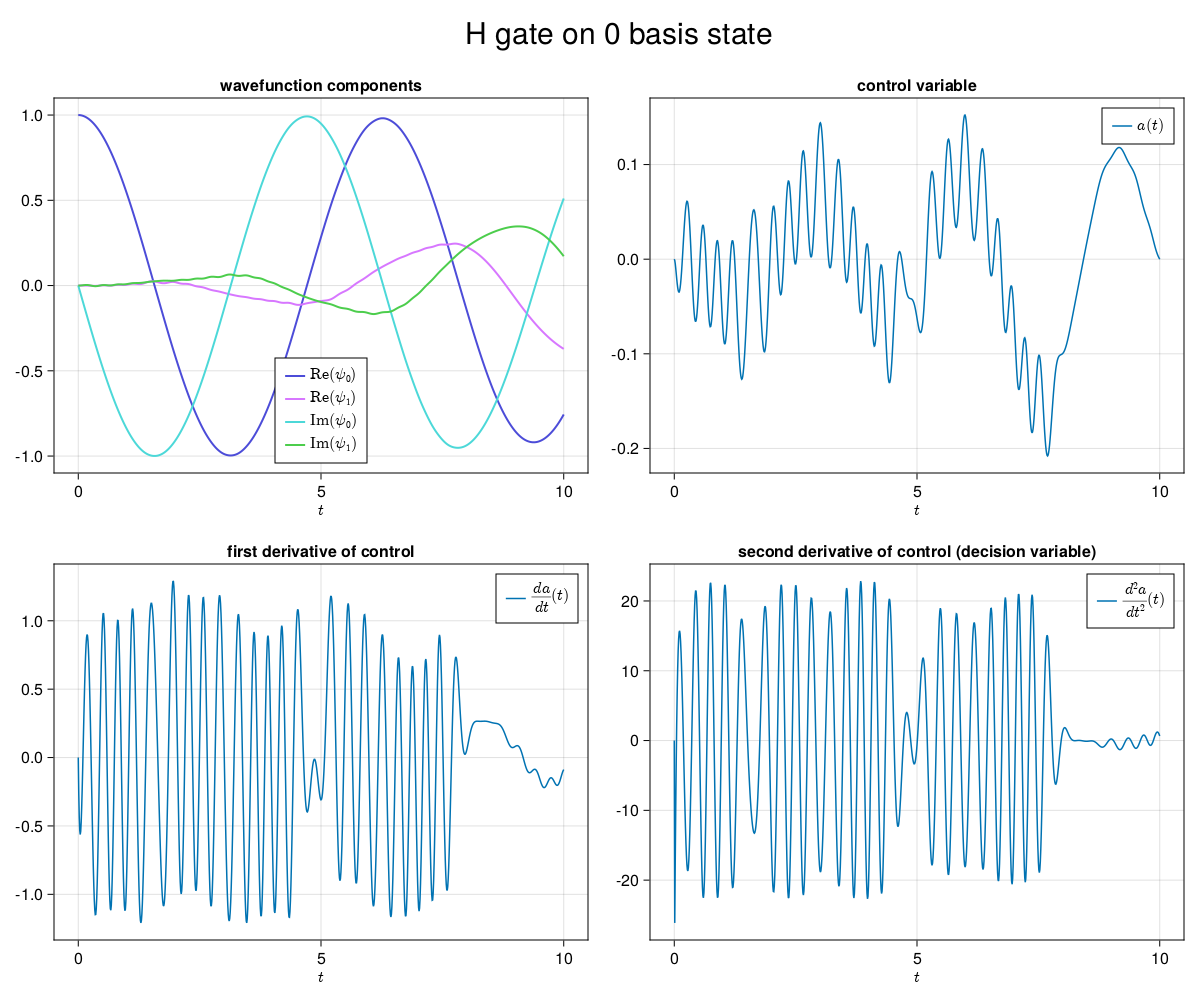 H gate on 0 basis state
wavefunction components
1.0
0.5
0.0
-0.5
-1.0
Re(ψ₀)
Re(ψ₁)
Im(ψ₀)
Im(ψ₁)
0 5 10
t
control variable
a(t)
0.1
0.0
-0.1
-0.2
0 5 10
t
first derivative of control
da/dt(t)
1.0
0.5
0.0
-0.5
-1.0
0 5 10
t
second derivative of control (decision variable)
d²a/dt²(t)
20
10
0
-10
-20
0 5 10
t